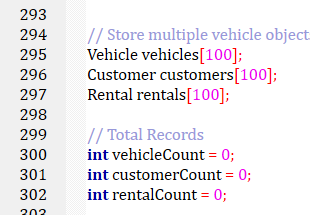 293
294 // Store multiple vehicle object
295 Vehicle vehicles[100];
296 Customer customers[100];
297 Rental rentals[100];
298
299 // Total Records
300 int vehicleCount = 0;
301 int customerCount = 0;
302 int rentalCount = 0;